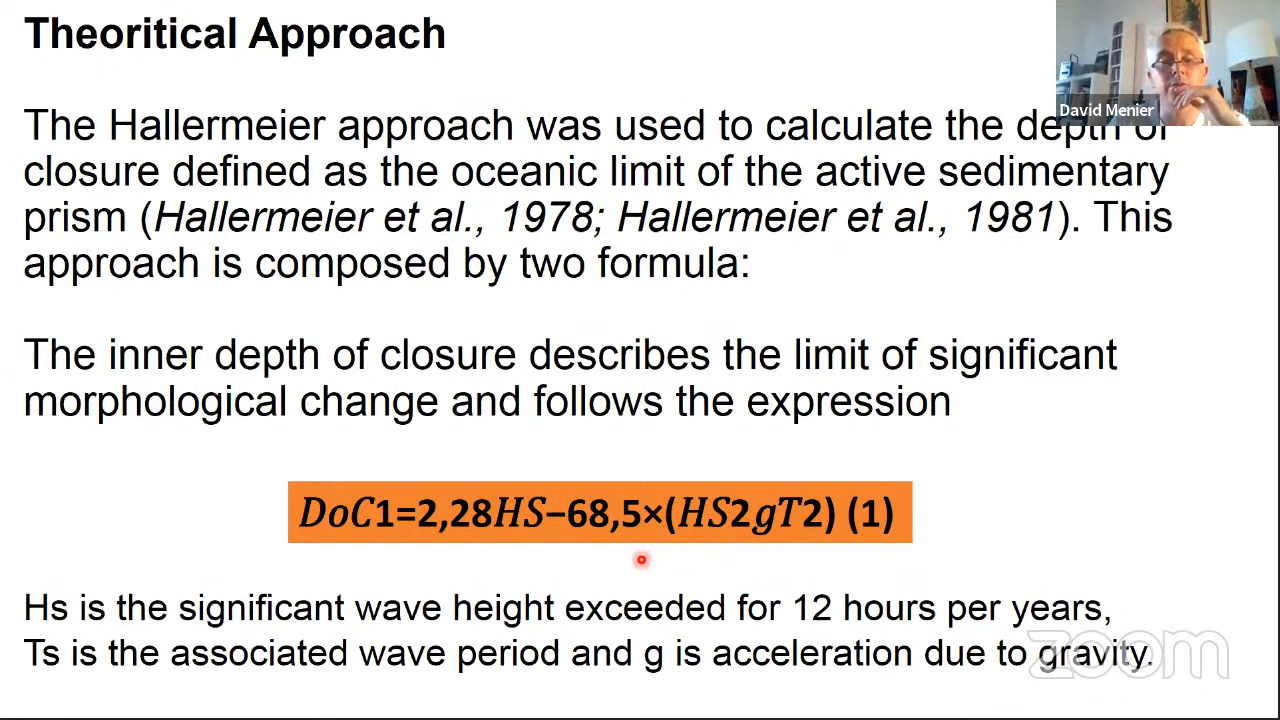 Theoritical Approach
David Menier
The Hallermeier approach was used to calculate the depth of
closure defined as the oceanic limit of the active sedimentary
prism (Hallermeier et al., 1978; Hallermeier et al., 1981). This
approach is composed by two formula:
The inner depth of closure describes the limit of significant
morphological change and follows the expression
𝐷𝑜𝐶1=2,28𝐻𝑆−68,5×(𝐻𝑆2𝑔𝑇2) (1)
Hs is the significant wave height exceeded for 12 hours per years,
Ts is the associated wave period and g is acceleration due to gravity.
zoom